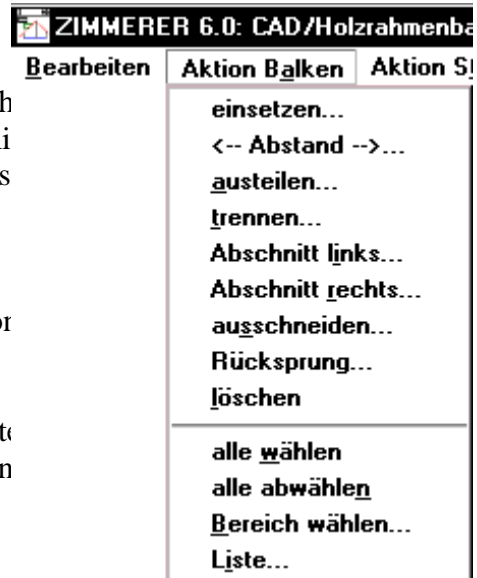 ZIMMERER 6.0: CAD/Holzrahmenba
Bearbeiten Aktion Balken Aktion S
einsetzen...
<-- Abstand -->...
austeilen...
trennen...
Abschnitt links...
Abschnitt rechts...
ausschneiden...
Rücksprung...
löschen
alle wählen
alle abwählen
Bereich wählen...
Liste...